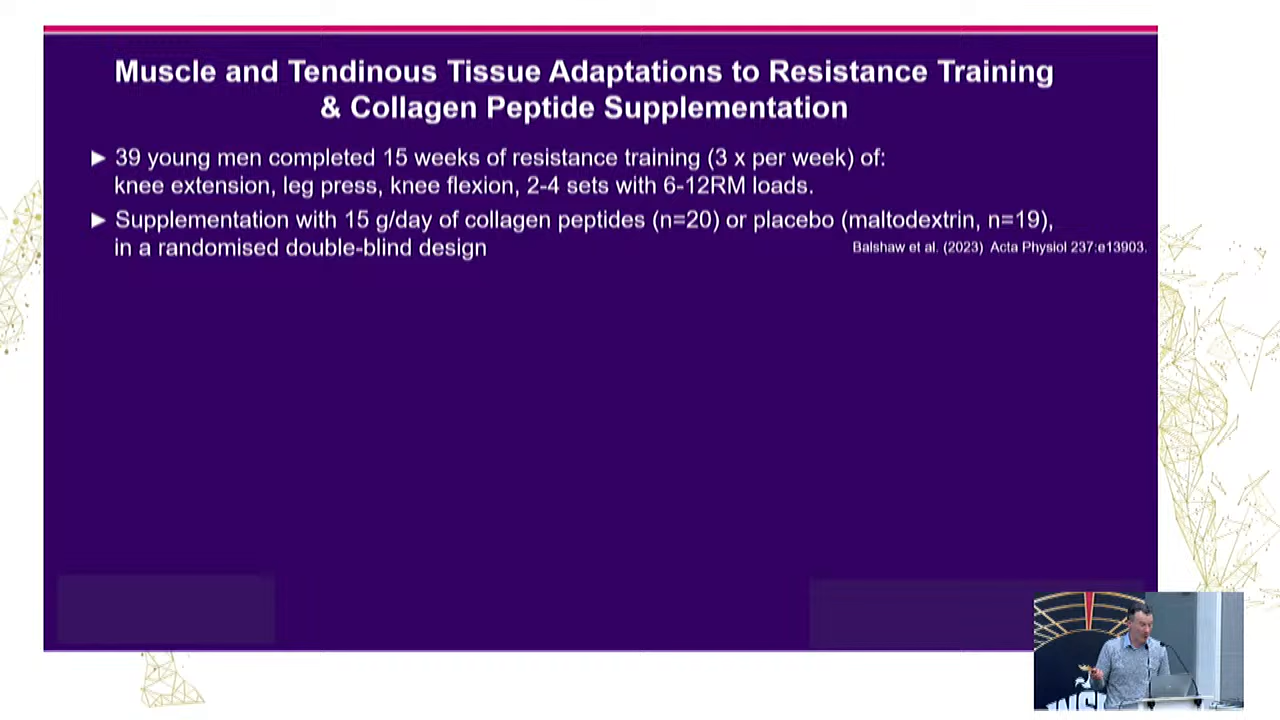 Muscle and Tendinous Tissue Adaptations to Resistance Training
& Collagen Peptide Supplementation
► 39 young men completed 15 weeks of resistance training (3 x per week) of:
knee extension, leg press, knee flexion, 2-4 sets with 6-12RM loads.
► Supplementation with 15 g/day of collagen peptides (n=20) or placebo (maltodextrin, n=19),
in a randomised double-blind design
Balshaw et al. (2023) Acta Physiol 237:e13903.